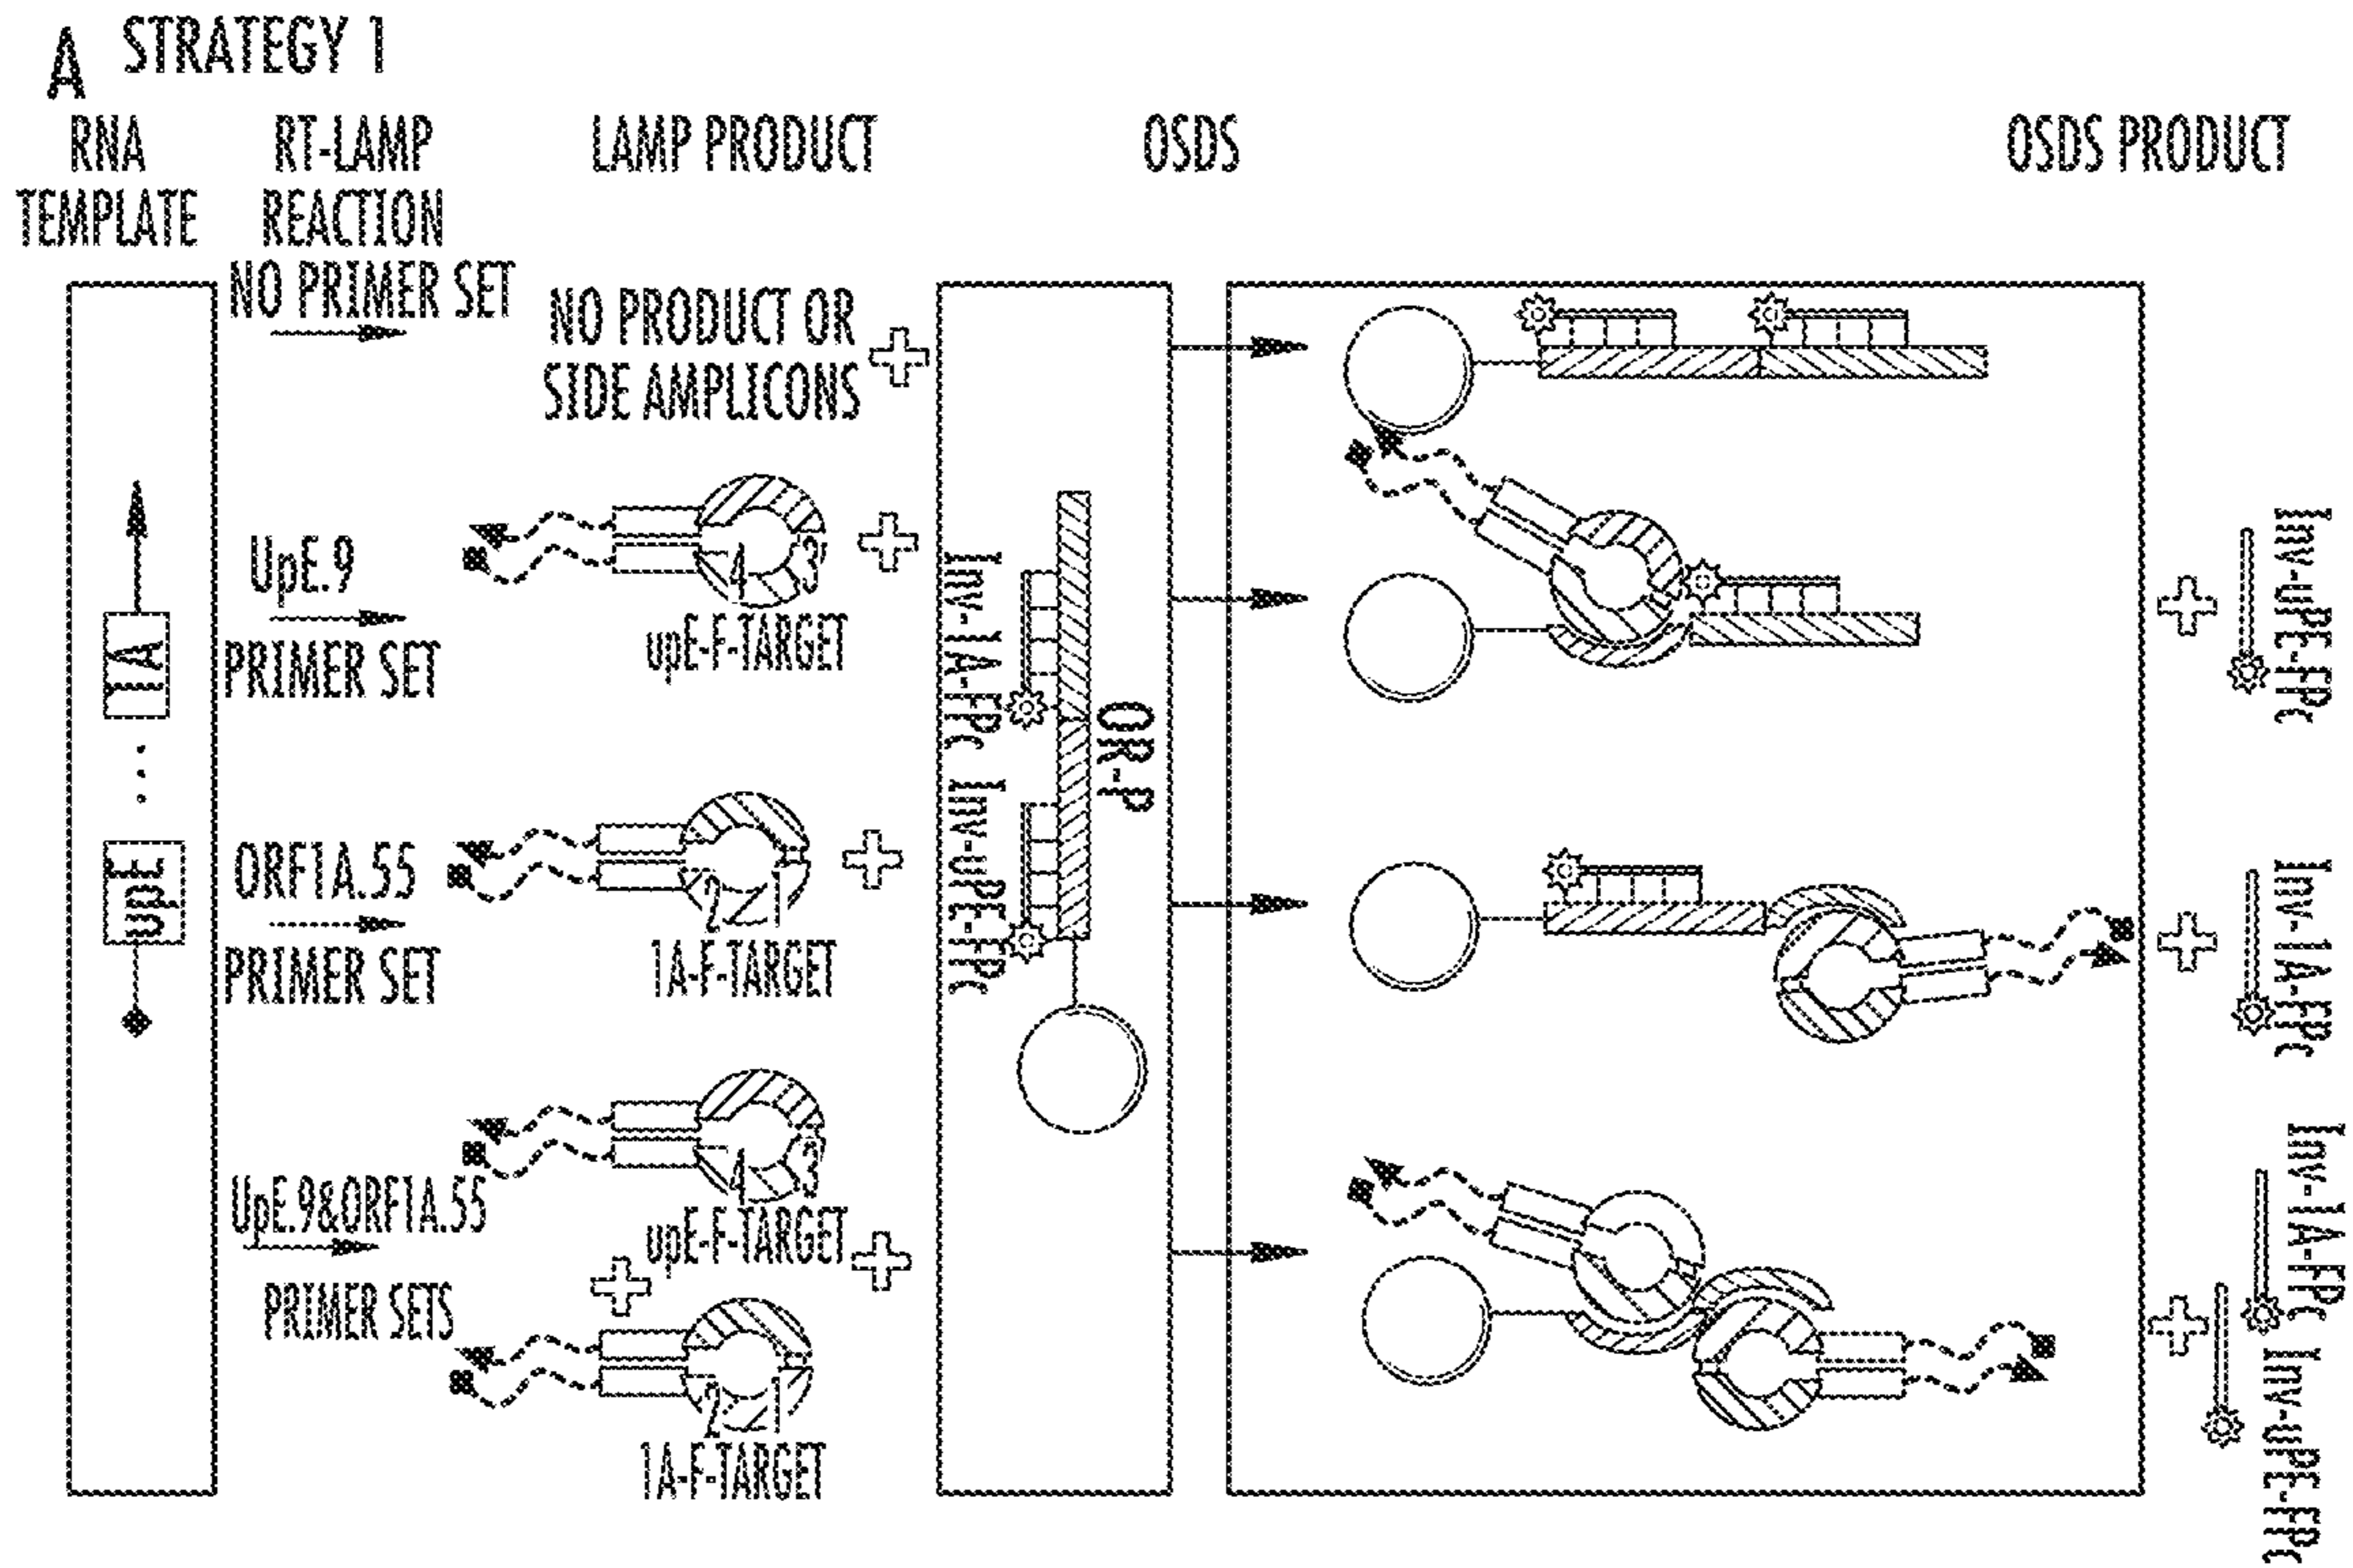 A STRATEGY 1
RNA
TEMPLATE
RT-LAMP
REACTION
LAMP PRODUCT
OSDS
OSDS PRODUCT
NO PRIMER SET
NO PRODUCT OR
SIDE AMPLICONS
1A
...
upE
UpE.9
PRIMER SET
4 3
upE-F-TARGET
ORF1A.55
PRIMER SET
2 1
1A-F-TARGET
UpE.9&ORF1A.55
PRIMER SETS
4 3
upE-F-TARGET
2 1
1A-F-TARGET
Inv-1A-FPc
Inv-uPE-FPc
OR-P
Inv-uPE-FPc
Inv-1A-FPc
Inv-1A-FPc
Inv-uPE-FPc